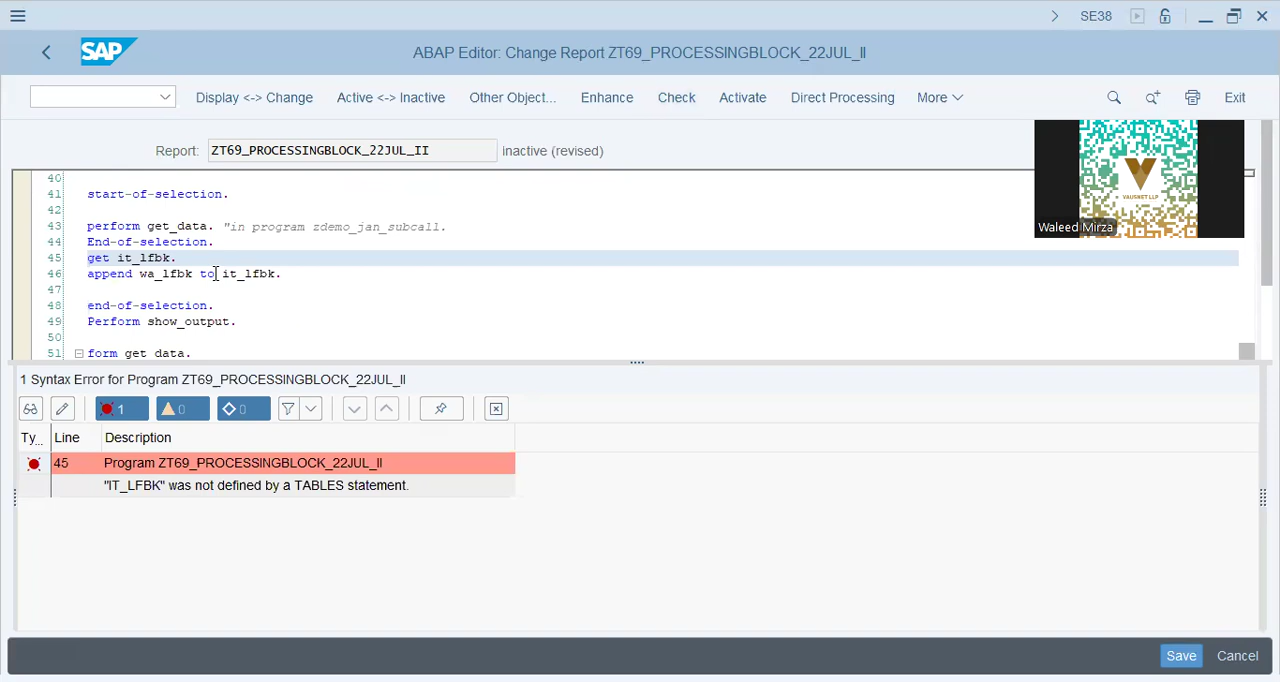 SE38
SAP
ABAP Editor: Change Report ZT69_PROCESSINGBLOCK_22JUL_II
Display <-> Change
Active <-> Inactive
Other Object...
Enhance
Check
Activate
Direct Processing
More
Exit
Report:
ZT69_PROCESSINGBLOCK_22JUL_II
inactive (revised)
VAUSNET LLP
Waleed Mirza
40
41 start-of-selection.
42
43 perform get_data. "in program zdemo_jan_subcall.
44 End-of-selection.
45 get it_lfbk.
46 append wa_lfbk to it_lfbk.
47
48 end-of-selection.
49 Perform show_output.
50
51 form get data.
1 Syntax Error for Program ZT69_PROCESSINGBLOCK_22JUL_II
1 0 0
Ty... Line Description
45 Program ZT69_PROCESSINGBLOCK_22JUL_II
"IT_LFBK" was not defined by a TABLES statement.
Save Cancel